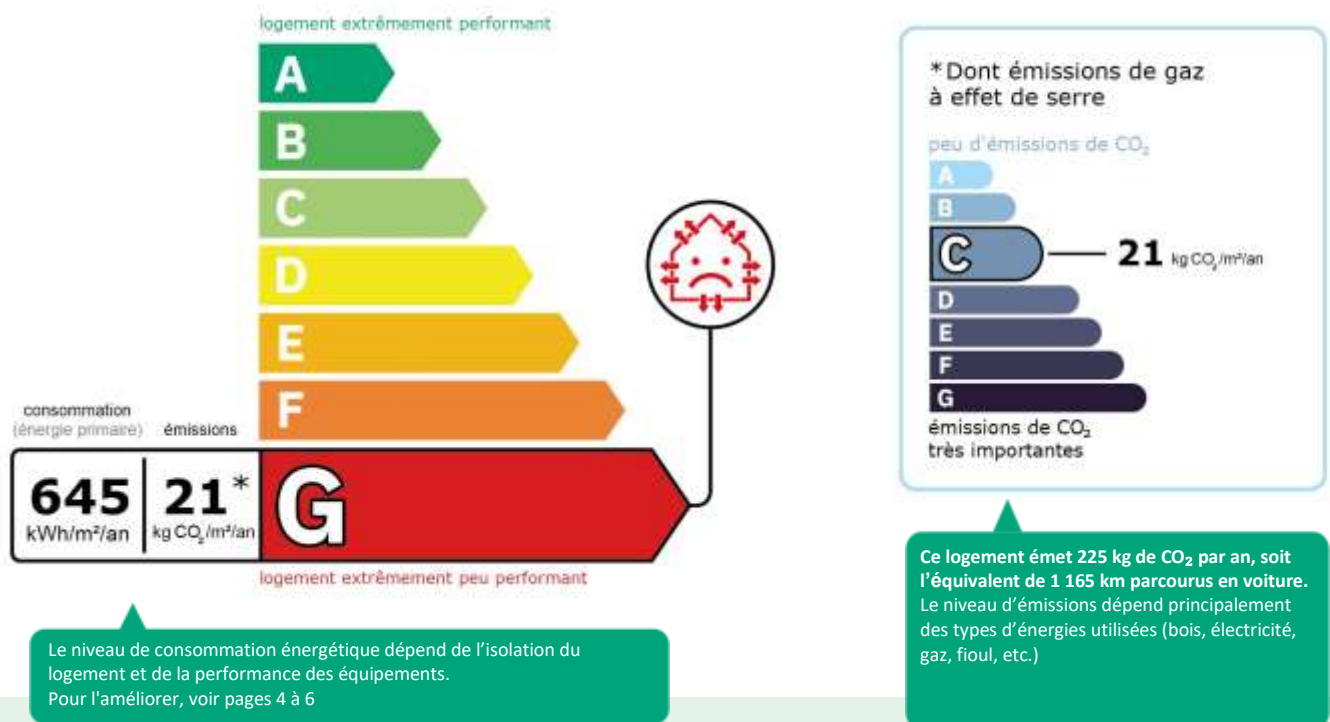 logement extrêmement performant
A
B
C
D
E
F
consommation
(énergie primaire)
émissions
645
kWh/m²/an
21*
kg CO₂/m²/an
G
logement extrêmement peu performant
Le niveau de consommation énergétique dépend de l'isolation du
logement et de la performance des équipements.
Pour l'améliorer, voir pages 4 à 6
*Dont émissions de gaz
à effet de serre
peu d'émissions de CO₂
A
B
C
21 kg CO₂/m²/an
D
E
F
G
émissions de CO₂
très importantes
Ce logement émet 225 kg de CO₂ par an, soit
l'équivalent de 1 165 km parcourus en voiture.
Le niveau d'émissions dépend principalement
des types d'énergies utilisées (bois, électricité,
gaz, fioul, etc.)